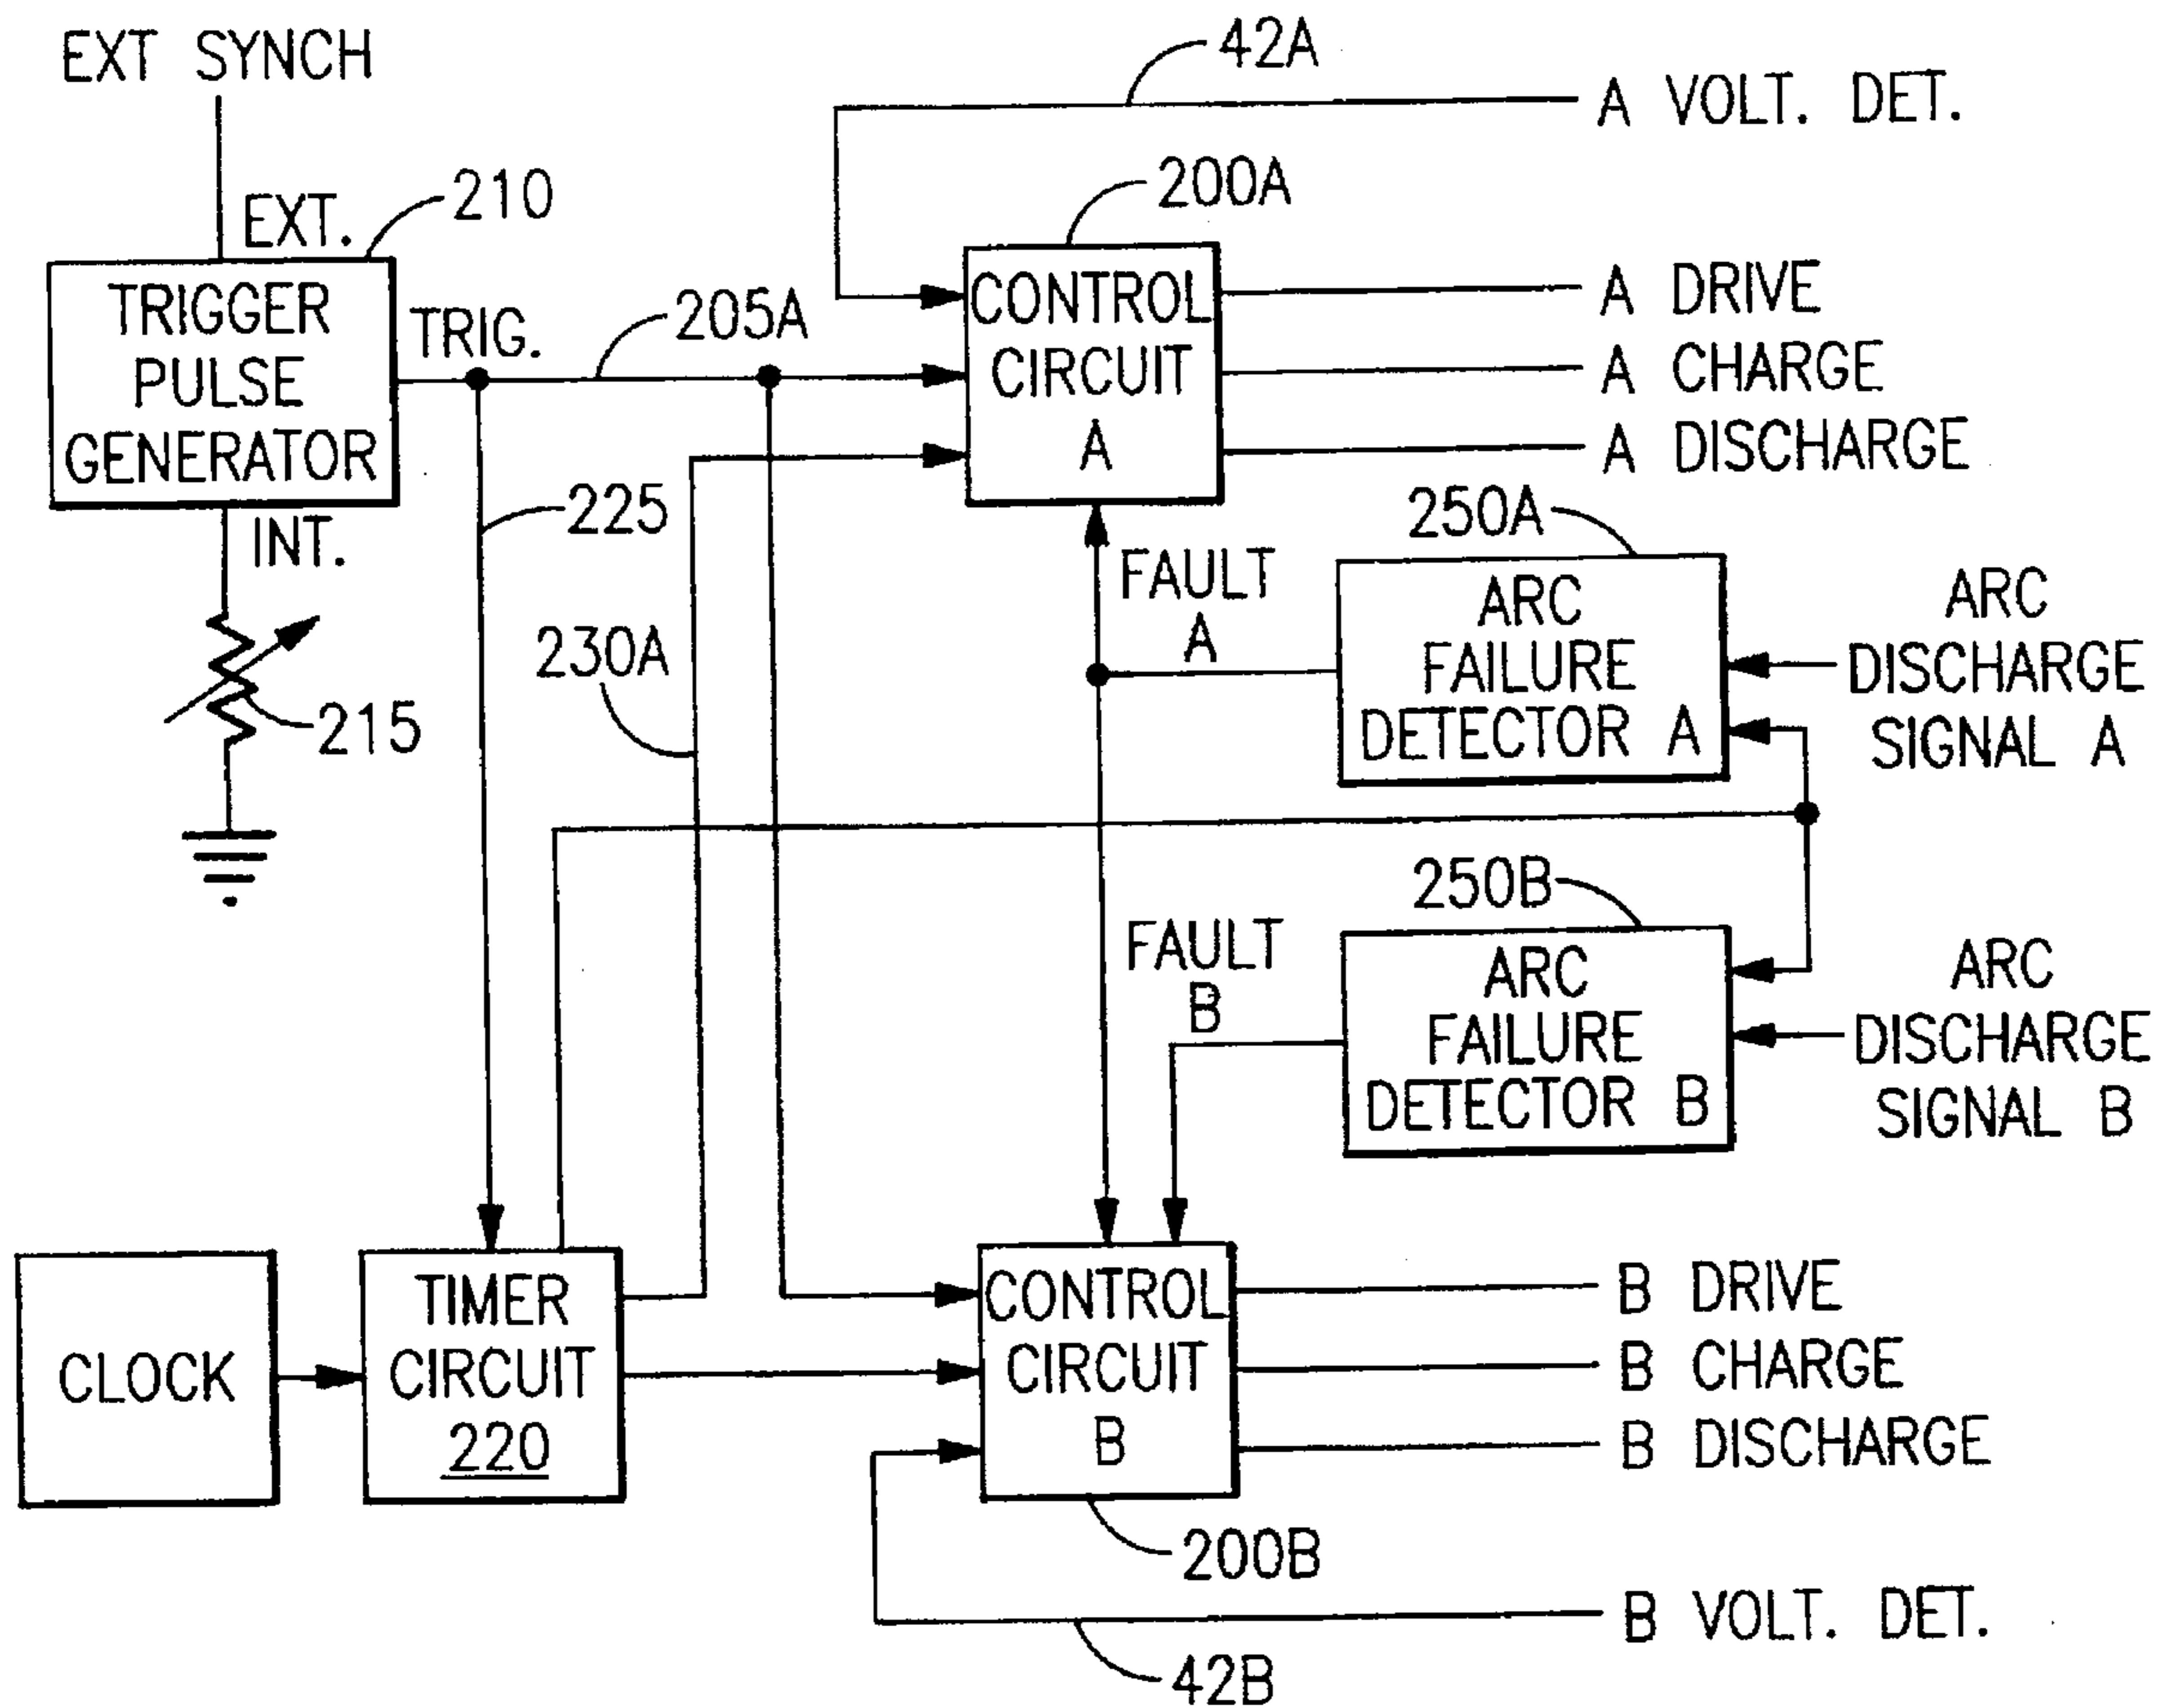 EXT SYNCH
42A
A VOLT. DET.
200A
EXT.
210
TRIGGER
PULSE
GENERATOR
TRIG.
205A
CONTROL
CIRCUIT
A
A DRIVE
A CHARGE
A DISCHARGE
INT.
225
215
230A
FAULT
A
250A
ARC
FAILURE
DETECTOR A
ARC
DISCHARGE
SIGNAL A
250B
FAULT
B
ARC
FAILURE
DETECTOR B
ARC
DISCHARGE
SIGNAL B
CLOCK
TIMER
CIRCUIT
220
CONTROL
CIRCUIT
B
B DRIVE
B CHARGE
B DISCHARGE
200B
B VOLT. DET.
42B